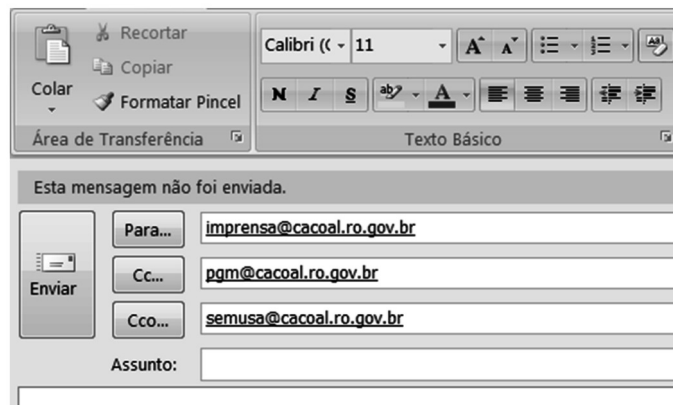 Recortar
Copiar
Colar
Formatar Pincel
Área de Transferência
Calibri (( 11
A A
N I S ab A
Texto Básico
Esta mensagem não foi enviada.
Enviar
Para... imprensa@cacoal.ro.gov.br
Cc... pgm@cacoal.ro.gov.br
Cco... semusa@cacoal.ro.gov.br
Assunto: